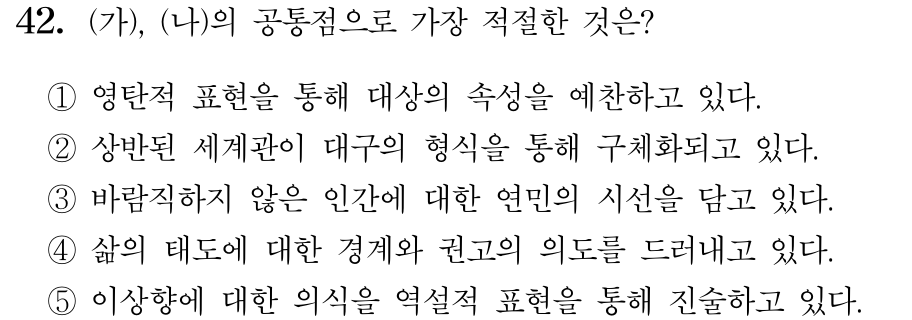 42. (가), (나)의 공통점으로 가장 적절한 것은?
① 영탄적 표현을 통해 대상의 속성을 예찬하고 있다.
② 상반된 세계관이 대구의 형식을 통해 구체화되고 있다.
③ 바람직하지 않은 인간에 대한 연민의 시선을 담고 있다.
④ 삶의 태도에 대한 경계와 권고의 의도를 드러내고 있다.
⑤ 이상향에 대한 의식을 역설적 표현을 통해 진술하고 있다.